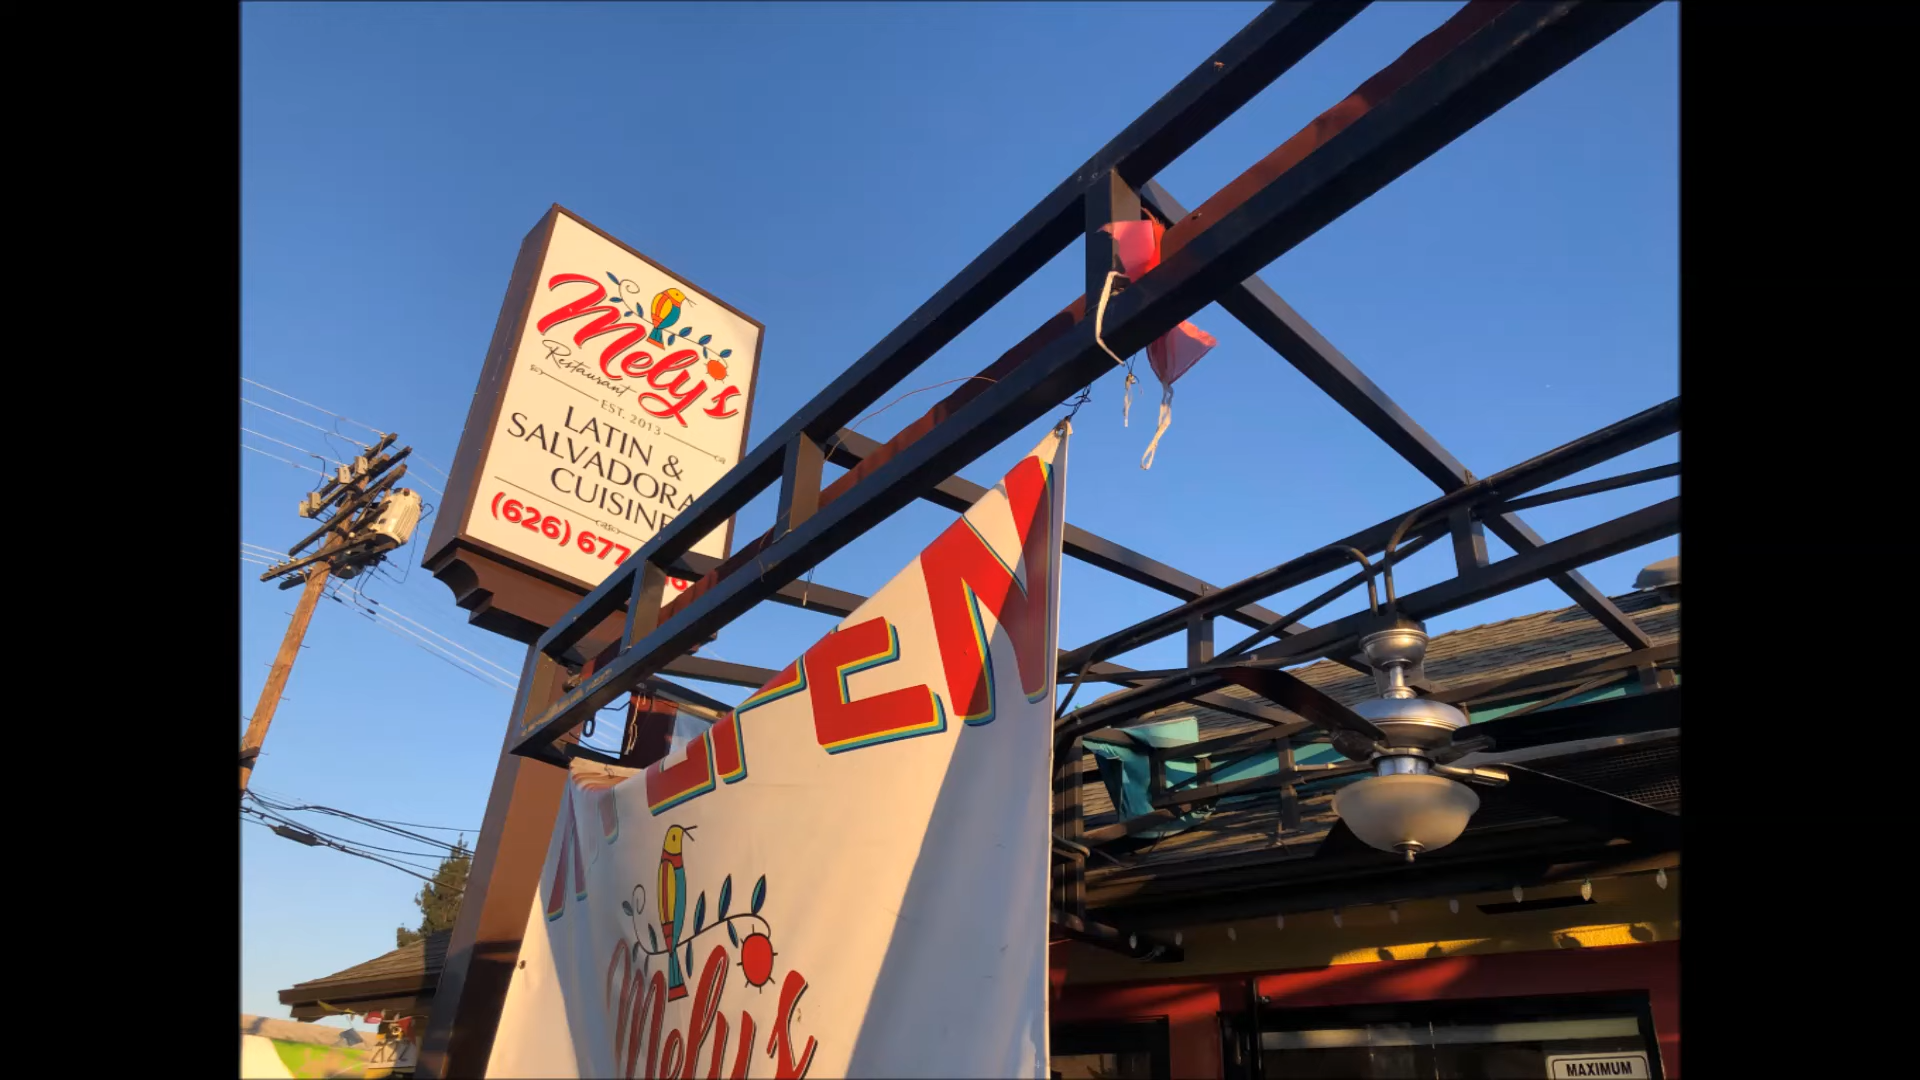 Mely's
Restaurant
EST. 2013
LATIN &
SALVADORA
CUISINE
(626) 677
OPEN
Mely's
MAXIMUM